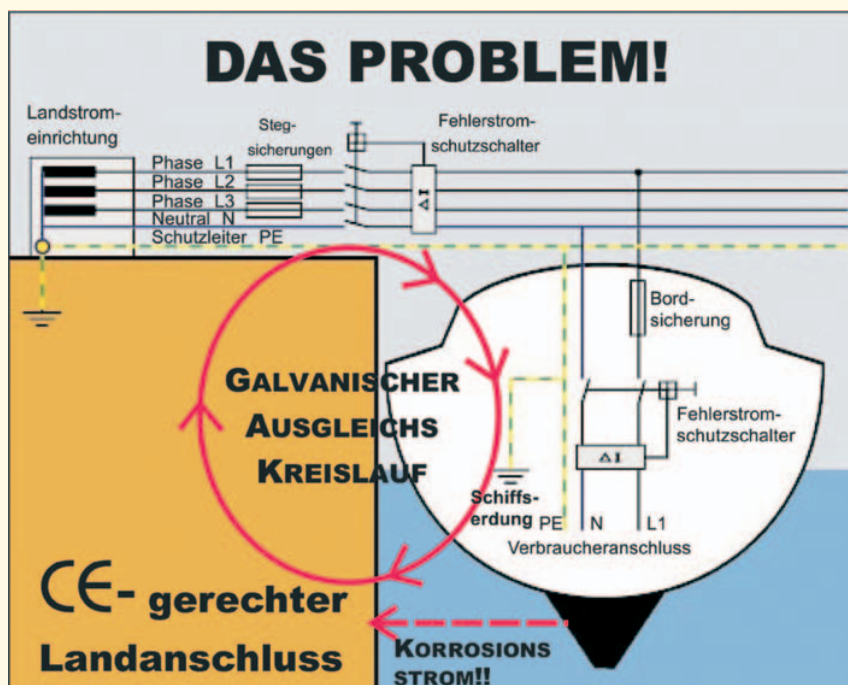 DAS PROBLEM!
Landstrom-
einrichtung
Steg-
sicherungen
Fehlerstrom-
schutzschalter
Phase L1
Phase L2
Phase L3
Neutral N
Schutzleiter PE
ΔI
Bord-
sicherung
GALVANISCHER
AUSGLEICHS
KREISLAUF
Fehlerstrom-
schutzschalter
ΔI
Schiffs-
erdung
PE
N
L1
Verbraucheranschluss
CE- gerechter
Landanschluss
KORROSIONS
STROM!!